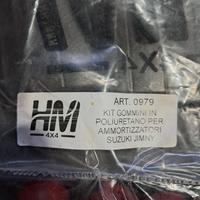 HM
4x4
ART. 0979
KIT GOMMINI IN
POLIURETANO PER
AMMORTIZZATORI
SUZUKI JIMNY